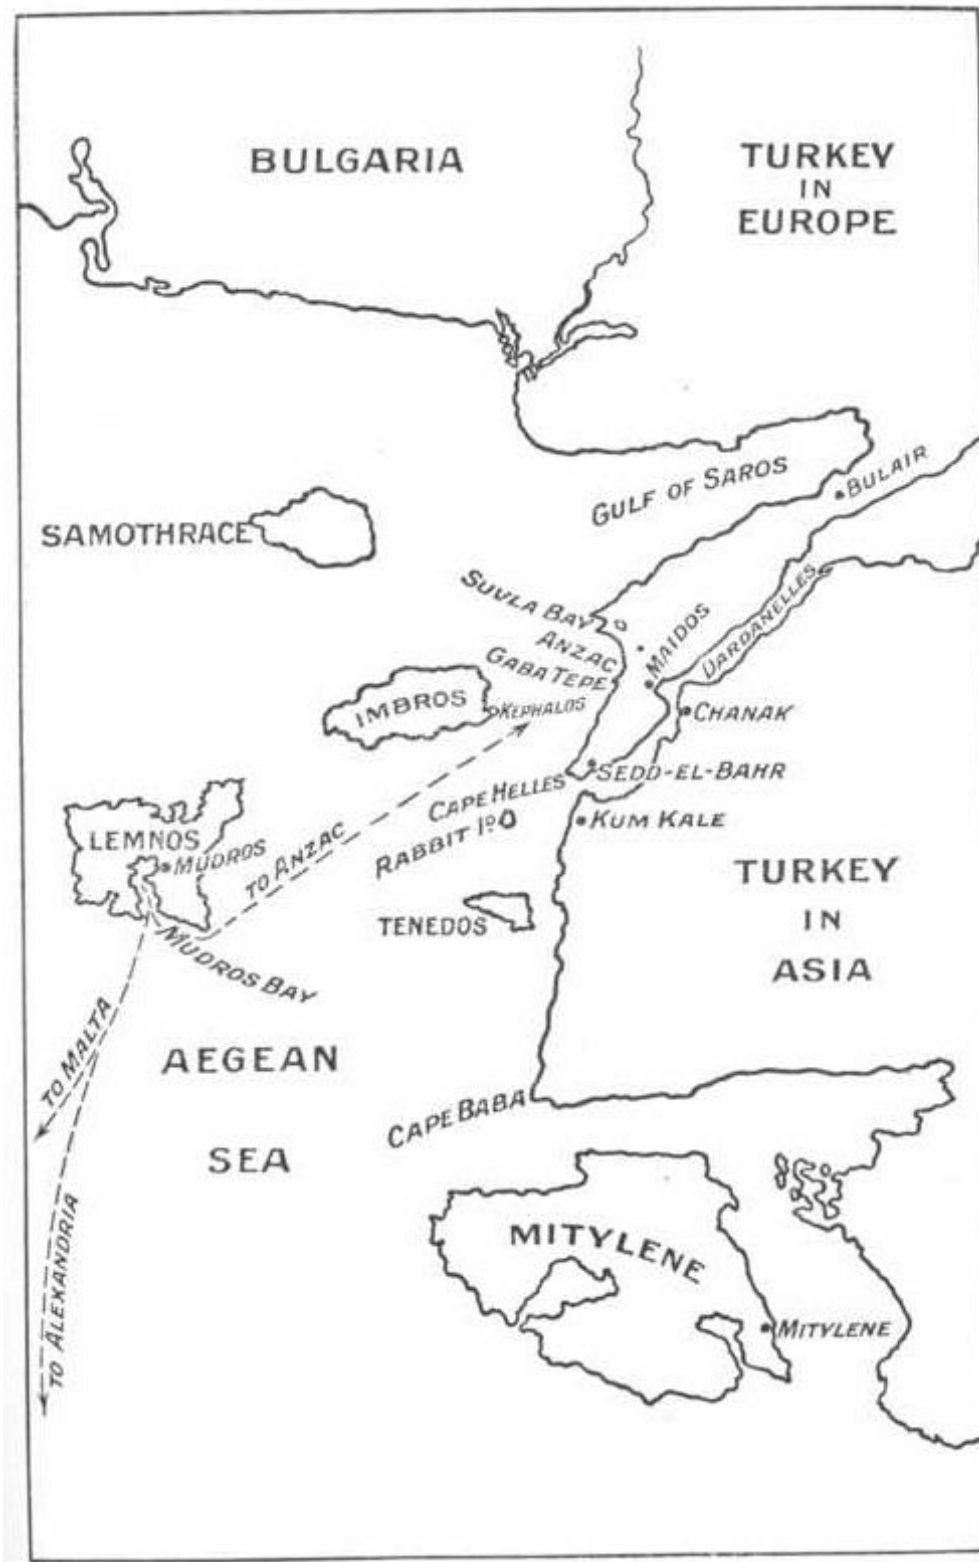 BULGARIA
TURKEY
IN
EUROPE
GULF OF SAROS
BULAIR
SAMOTHRACE
SUVLA BAY
ANZAC
GABA TEPE
MAIDOS
DARDANELLES
IMBROS
KEPHALOS
CHANAK
SEDD-EL-BAHR
CAPE HELLES
RABBIT Iᴰ.
KUM KALE
LEMNOS
MUDROS
TO ANZAC
TENEDOS
TURKEY
IN
ASIA
MUDROS BAY
TO MALTA
AEGEAN
SEA
CAPE BABA
TO ALEXANDRIA
MITYLENE
MITYLENE